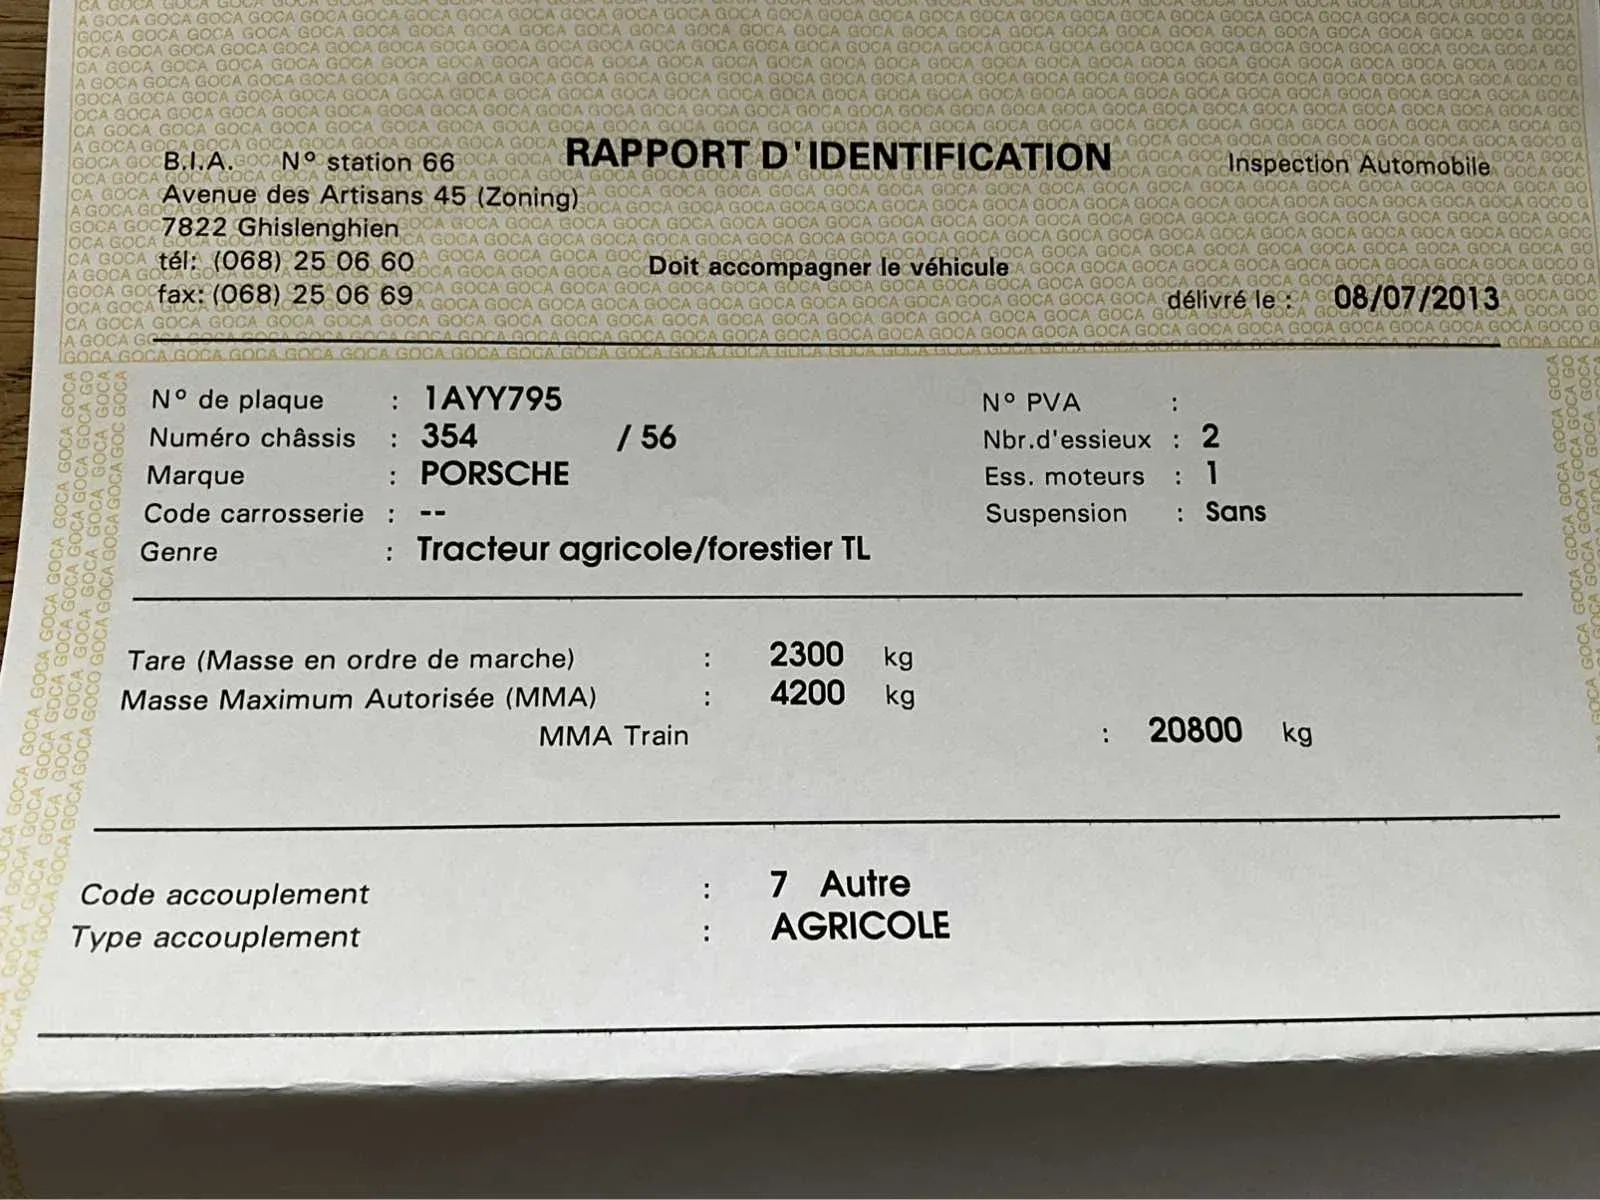 B.I.A. N° station 66
RAPPORT D'IDENTIFICATION
Inspection Automobile
Avenue des Artisans 45 (Zoning)
7822 Ghislenghien
tél: (068) 25 06 60
Doit accompagner le véhicule
fax: (068) 25 06 69
délivré le : 08/07/2013
N° de plaque : 1AYY795
N° PVA :
Numéro châssis : 354 / 56
Nbr.d'essieux : 2
Marque : PORSCHE
Ess. moteurs : 1
Code carrosserie : --
Suspension : Sans
Genre : Tracteur agricole/forestier TL
Tare (Masse en ordre de marche) : 2300 kg
Masse Maximum Autorisée (MMA) : 4200 kg
MMA Train : 20800 kg
Code accouplement : 7 Autre
Type accouplement : AGRICOLE